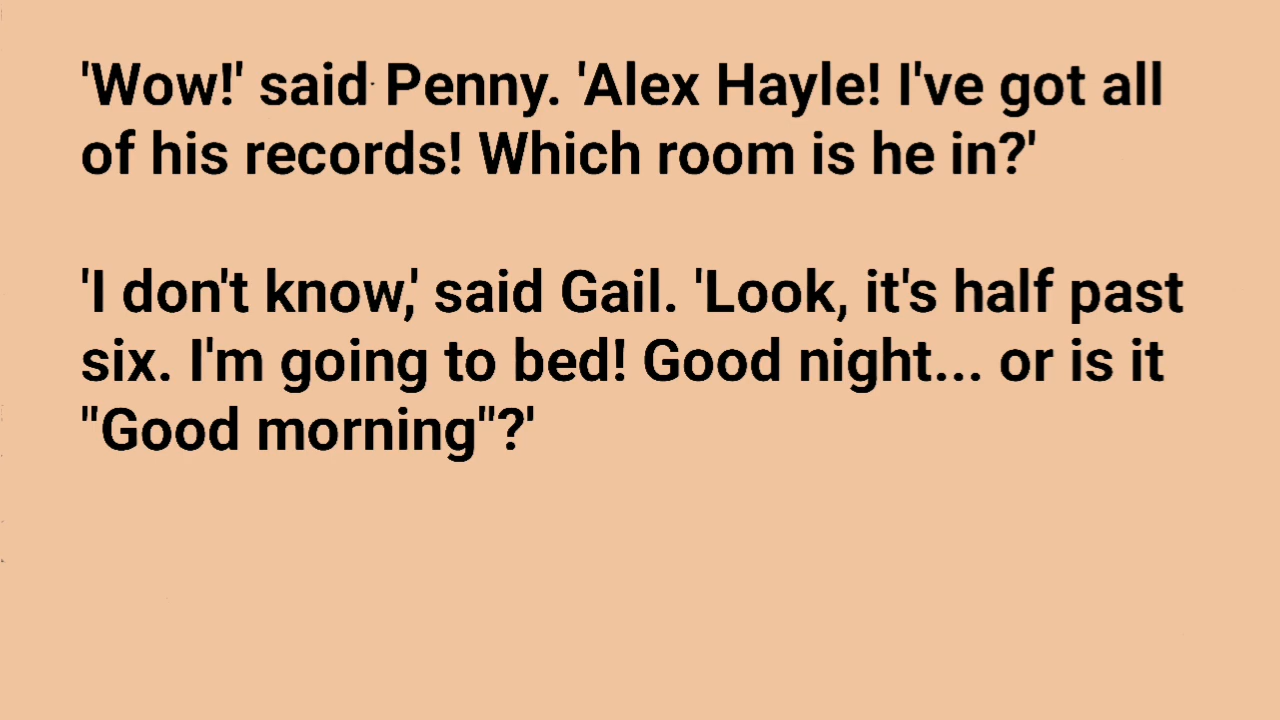 'Wow!' said Penny. 'Alex Hayle! I've got all
of his records! Which room is he in?'
'I don't know,' said Gail. 'Look, it's half past
six. I'm going to bed! Good night... or is it
"Good morning"?'